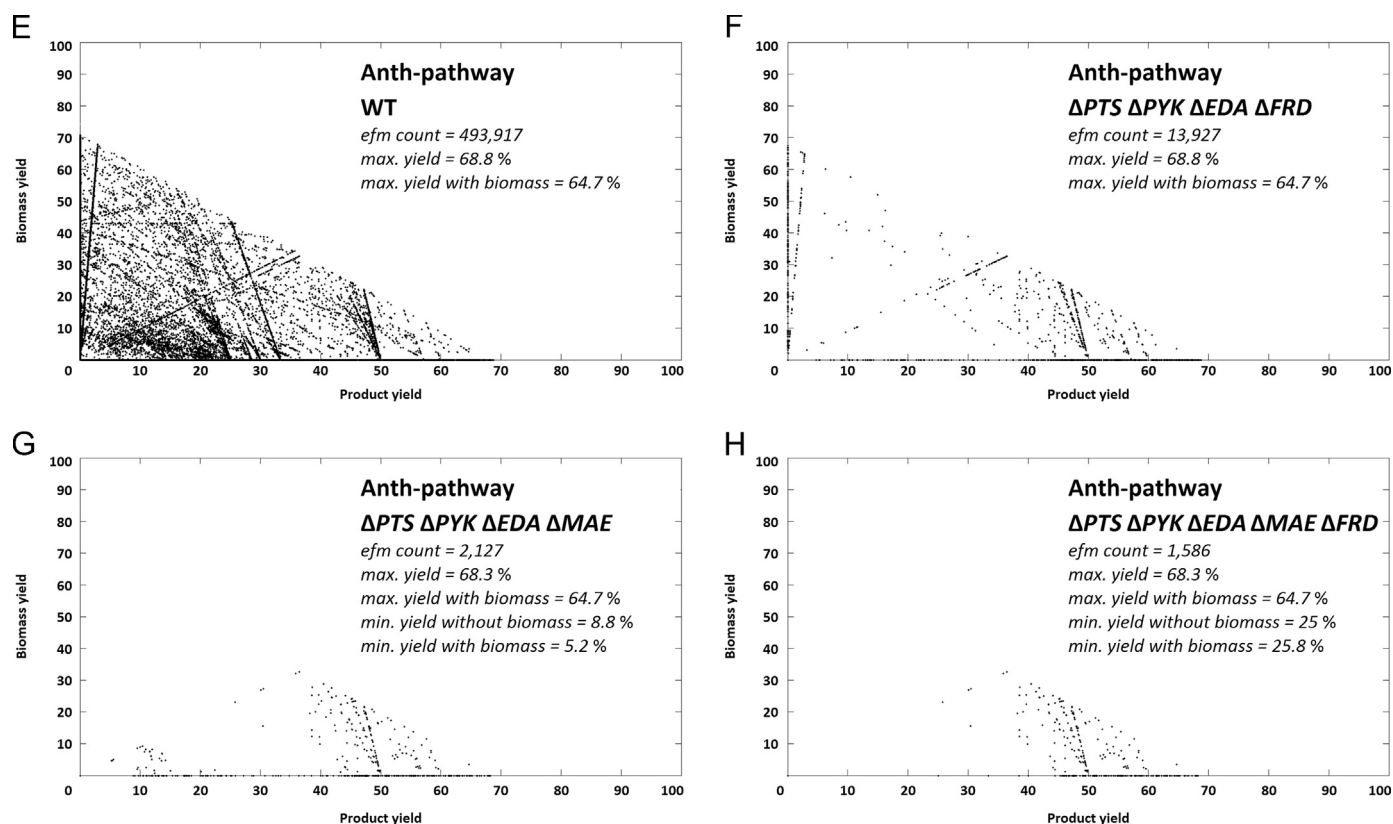 E
100
90
80
70
60
50
40
30
20
10
0
10 20 30 40 50 60 70 80 90 100
Biomass yield
Product yield
Anth-pathway
WT
efm count = 493,917
max. yield = 68.8 %
max. yield with biomass = 64.7 %
F
100
90
80
70
60
50
40
30
20
10
0
10 20 30 40 50 60 70 80 90 100
Biomass yield
Product yield
Anth-pathway
ΔPTS ΔPYK ΔEDA ΔFRD
efm count = 13,927
max. yield = 68.8 %
max. yield with biomass = 64.7 %
G
100
90
80
70
60
50
40
30
20
10
0
10 20 30 40 50 60 70 80 90 100
Biomass yield
Product yield
Anth-pathway
ΔPTS ΔPYK ΔEDA ΔMAE
efm count = 2,127
max. yield = 68.3 %
max. yield with biomass = 64.7 %
min. yield without biomass = 8.8 %
min. yield with biomass = 5.2 %
H
100
90
80
70
60
50
40
30
20
10
0
10 20 30 40 50 60 70 80 90 100
Biomass yield
Product yield
Anth-pathway
ΔPTS ΔPYK ΔEDA ΔMAE ΔFRD
efm count = 1,586
max. yield = 68.3 %
max. yield with biomass = 64.7 %
min. yield without biomass = 25 %
min. yield with biomass = 25.8 %